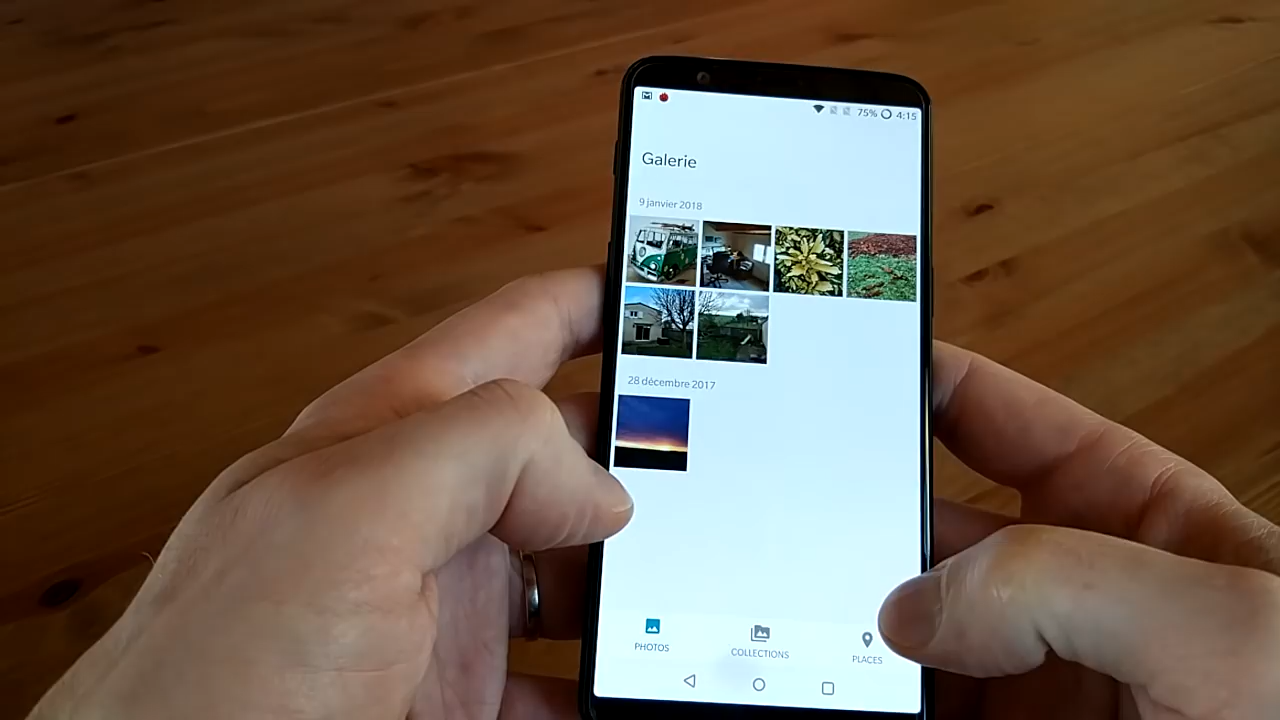 75% 4:15
Galerie
9 janvier 2018
28 décembre 2017
PHOTOS
COLLECTIONS
PLACES